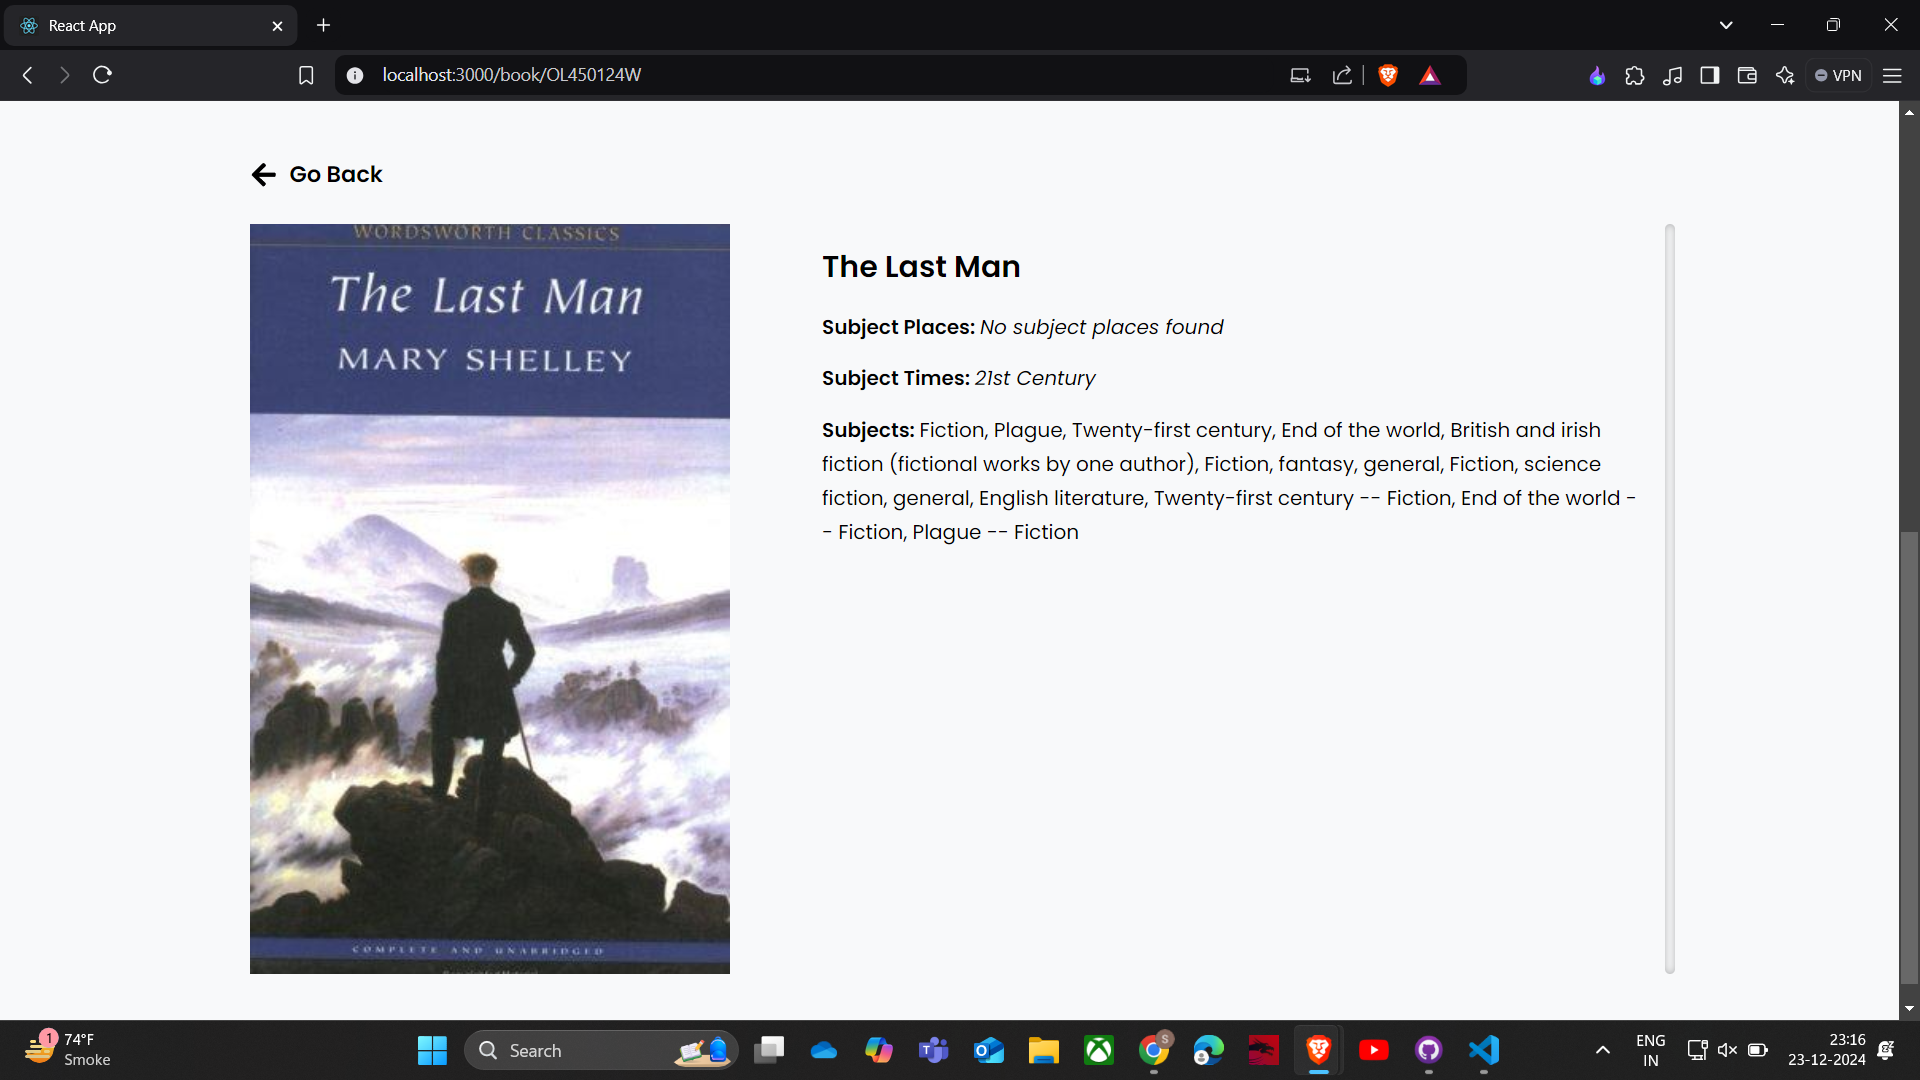 React App
localhost:3000/book/OL450124W
VPN
Go Back
WORDSWORTH CLASSICS
The Last Man
MARY SHELLEY
COMPLETE AND UNABRIDGED
The Last Man
Subject Places: No subject places found
Subject Times: 21st Century
Subjects: Fiction, Plague, Twenty-first century, End of the world, British and irish
fiction (fictional works by one author), Fiction, fantasy, general, Fiction, science
fiction, general, English literature, Twenty-first century -- Fiction, End of the world -
- Fiction, Plague -- Fiction
1
74°F
Smoke
Search
S
ENG
IN
23:16
23-12-2024